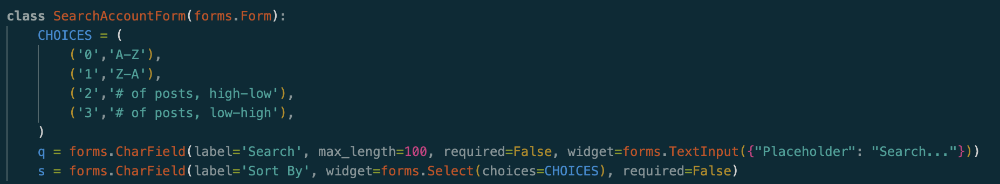 class SearchAccountForm(forms.Form):
    CHOICES = (
        ('0','A-Z'),
        ('1','Z-A'),
        ('2','# of posts, high-low'),
        ('3','# of posts, low-high'),
    )
    q = forms.CharField(label='Search', max_length=100, required=False, widget=forms.TextInput({"Placeholder": "Search..."}))
    s = forms.CharField(label='Sort By', widget=forms.Select(choices=CHOICES), required=False)